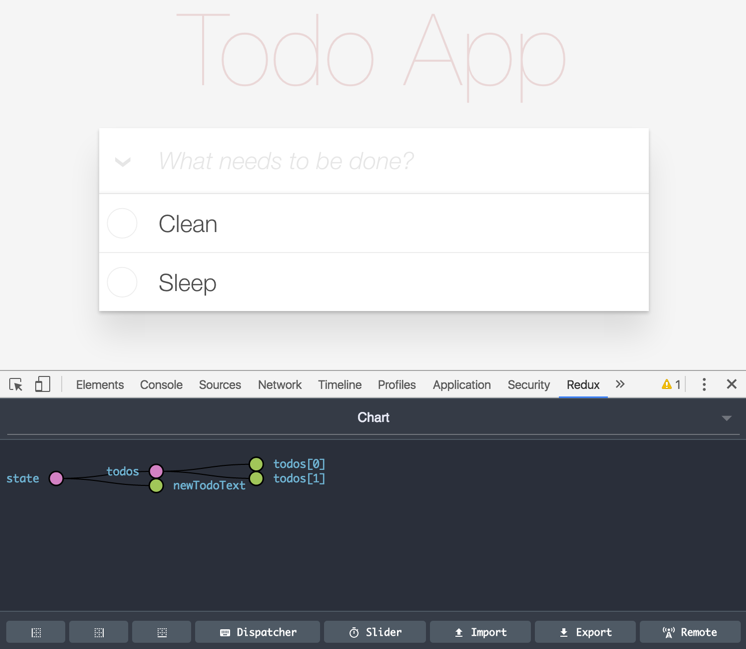 Todo App
What needs to be done?
Clean
Sleep
Elements Console Sources Network Timeline Profiles Application Security Redux » 1
Chart
state todos newTodoText todos[0] todos[1]
Dispatcher Slider Import Export Remote